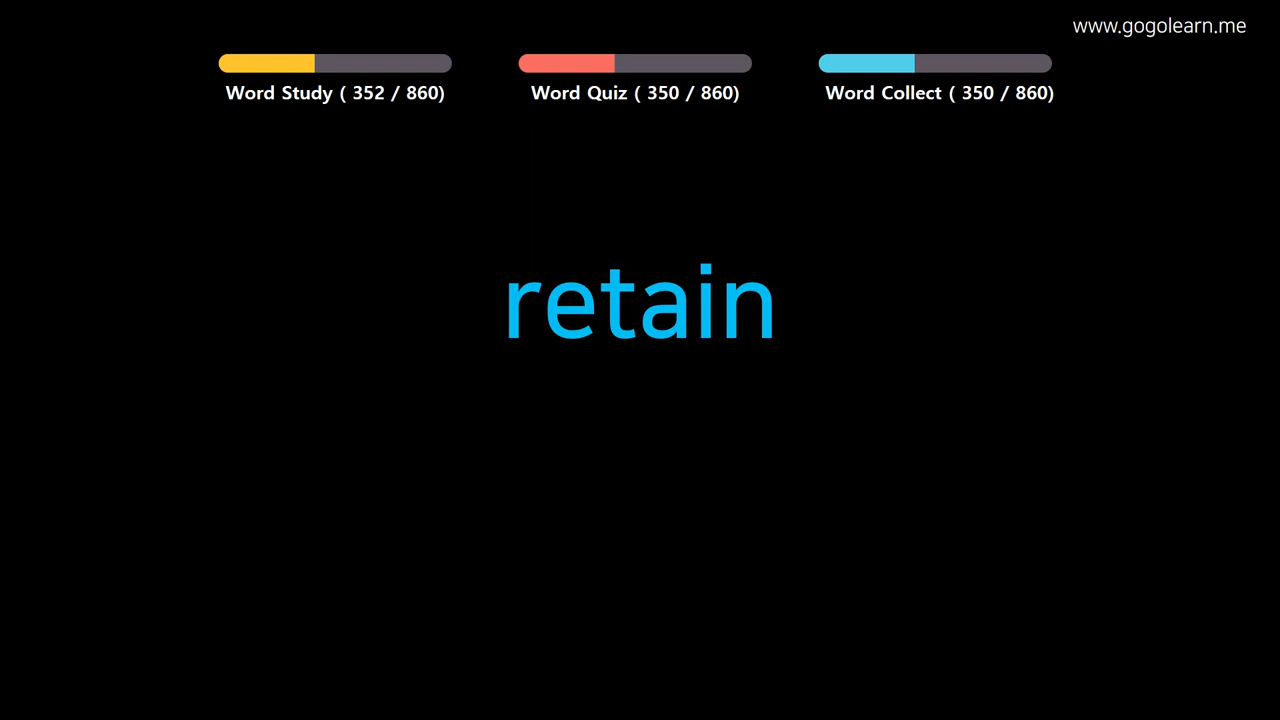 www.gogolearn.me
Word Study ( 352 / 860)
Word Quiz ( 350 / 860)
Word Collect ( 350 / 860)
retain